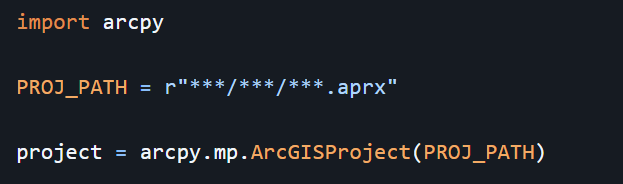 import arcpy
PROJ_PATH = r"***/***/***.aprx"
project = arcpy.mp.ArcGISProject(PROJ_PATH)